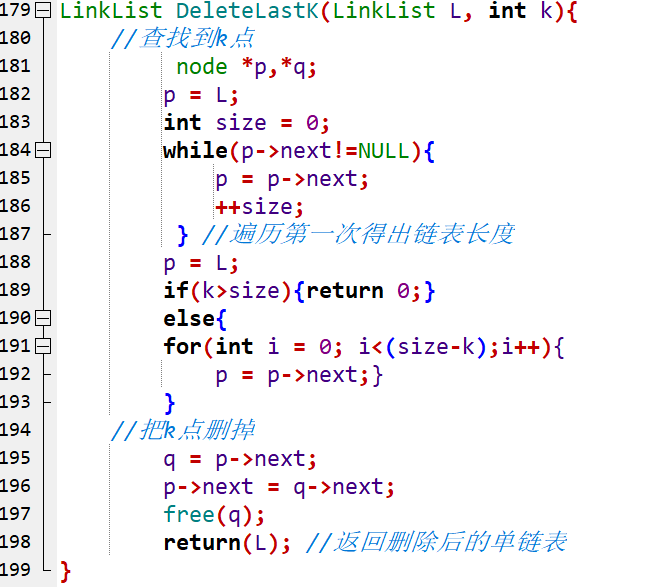 179 LinkList DeleteLastK(LinkList L, int k){
180 //查找到k点
181 node *p,*q;
182 p = L;
183 int size = 0;
184 while(p->next!=NULL){
185 p = p->next;
186 ++size;
187 } //遍历第一次得出链表长度
188 p = L;
189 if(k>size){return 0;}
190 else{
191 for(int i = 0; i<(size-k);i++){
192 p = p->next;}
193 }
194 //把k点删掉
195 q = p->next;
196 p->next = q->next;
197 free(q);
198 return(L); //返回删除后的单链表
199 }